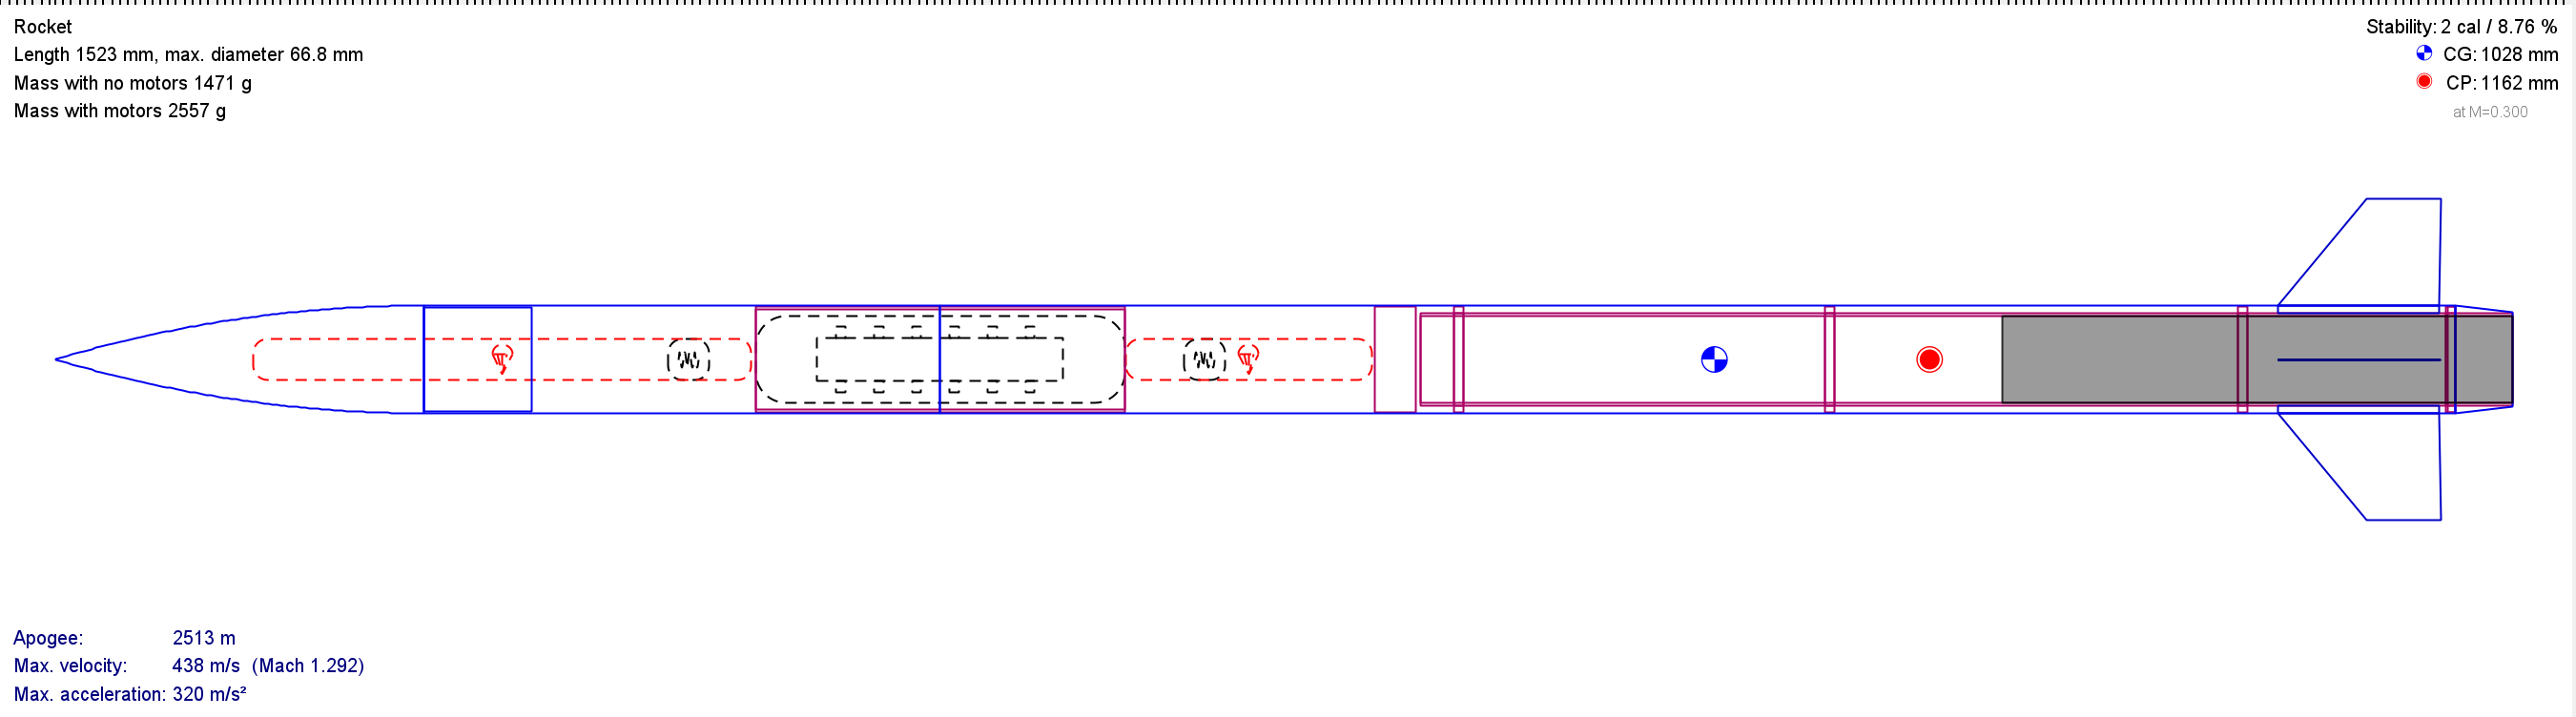 Rocket
Length 1523 mm, max. diameter 66.8 mm
Mass with no motors 1471 g
Mass with motors 2557 g
Stability: 2 cal / 8.76 %
CG: 1028 mm
CP: 1162 mm
at M=0.300
Apogee: 2513 m
Max. velocity: 438 m/s (Mach 1.292)
Max. acceleration: 320 m/s²